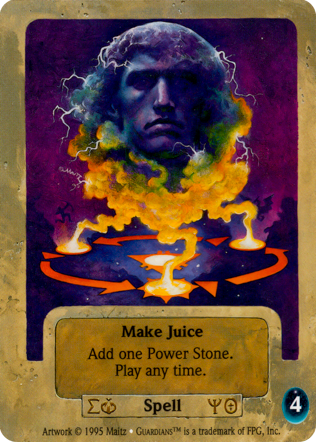 Make Juice
Add one Power Stone.
Play any time.
Spell
4
Artwork © 1995 Maltz • GUARDIANS™ is a trademark of FPG, Inc.